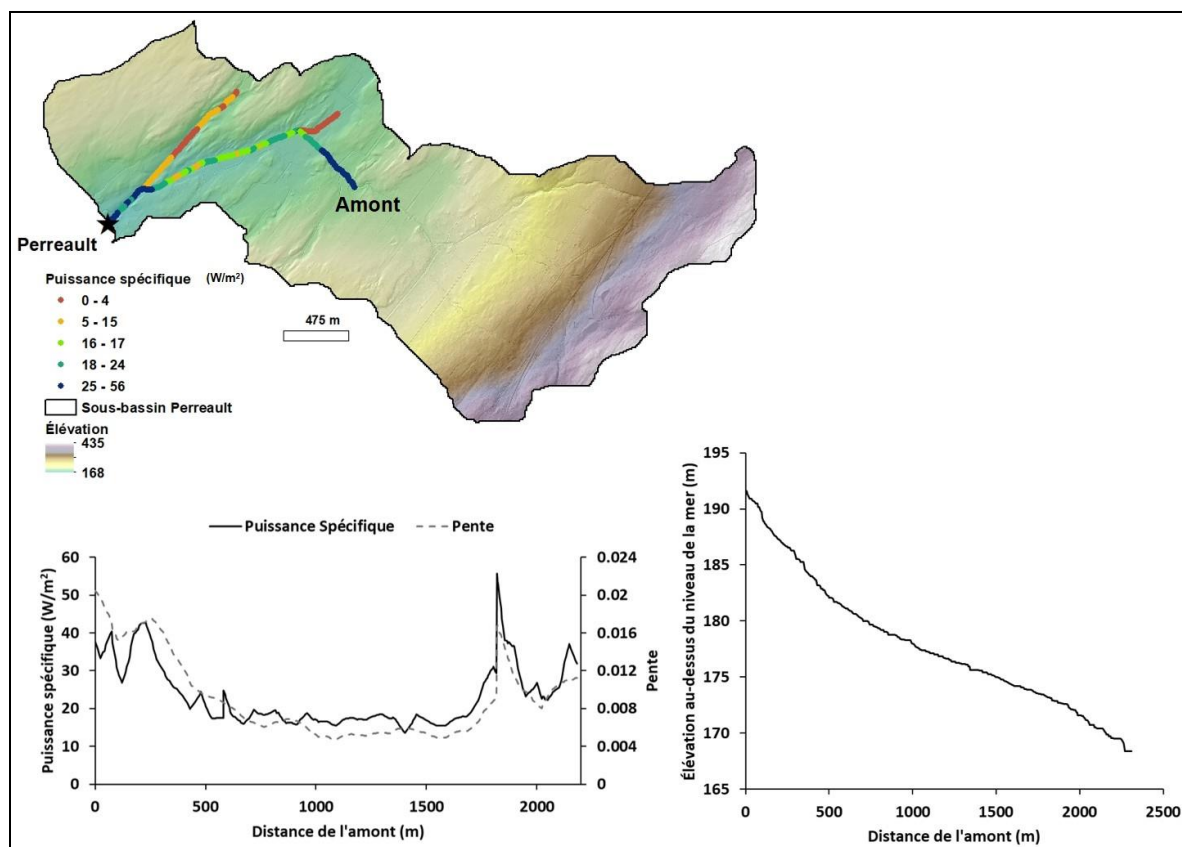 Amont
Perreault
Puissance spécifique (W/m²)
0 - 4
5 - 15
16 - 17
18 - 24
25 - 56
Sous-bassin Perreault
Élévation
435
168
475 m
Puissance Spécifique
Pente
60
50
40
30
20
10
0
Puissance spécifique (W/m²)
0.024
0.02
0.016
0.012
0.008
0.004
0
Pente
0
500
1000
1500
2000
Distance de l'amont (m)
195
190
185
180
175
170
165
Élévation au-dessus du niveau de la mer (m)
0
500
1000
1500
2000
2500
Distance de l'amont (m)